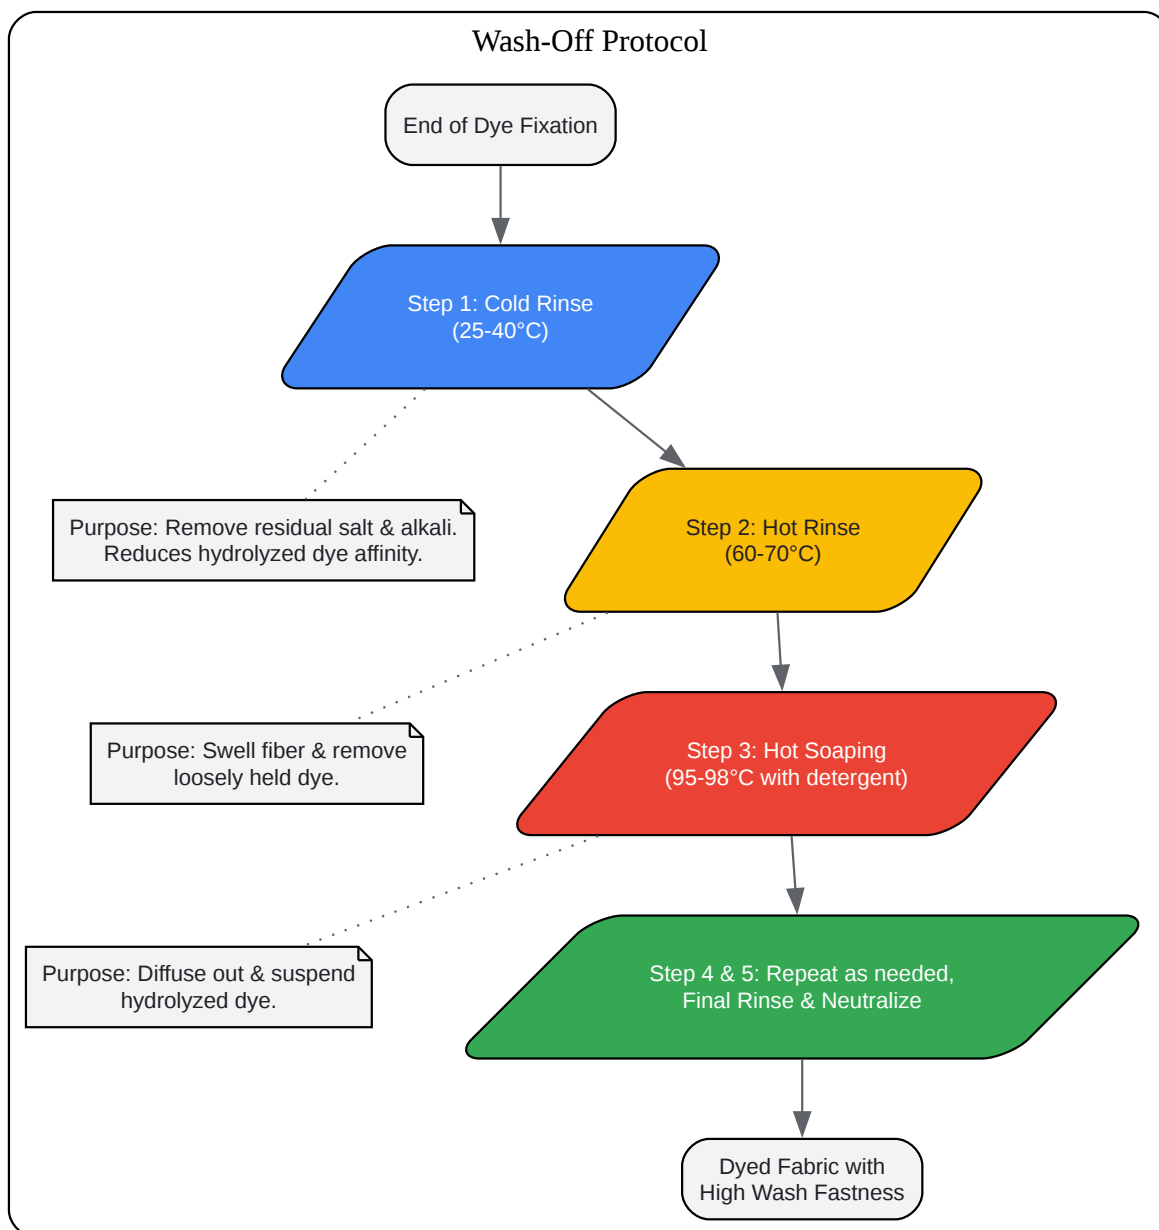 Wash-Off Protocol
End of Dye Fixation
Step 1: Cold Rinse
(25-40°C)
Purpose: Remove residual salt & alkali.
Reduces hydrolyzed dye affinity.
Step 2: Hot Rinse
(60-70°C)
Purpose: Swell fiber & remove
loosely held dye.
Step 3: Hot Soaping
(95-98°C with detergent)
Purpose: Diffuse out & suspend
hydrolyzed dye.
Step 4 & 5: Repeat as needed,
Final Rinse & Neutralize
Dyed Fabric with
High Wash Fastness